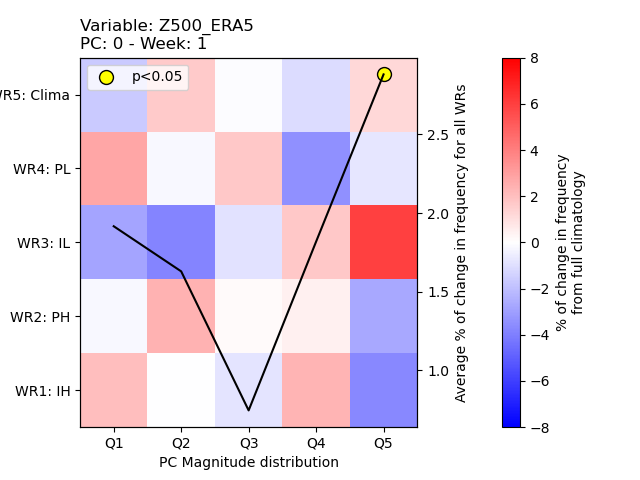 Variable: Z500_ERA5
PC: 0 - Week: 1
p<0.05
WR5: Clima
WR4: PL
WR3: IL
WR2: PH
WR1: IH
Q1 Q2 Q3 Q4 Q5
PC Magnitude distribution
2.5
2.0
1.5
1.0
Average % of change in frequency for all WRs
8
6
4
2
0
−2
−4
−6
−8
% of change in frequency
from full climatology